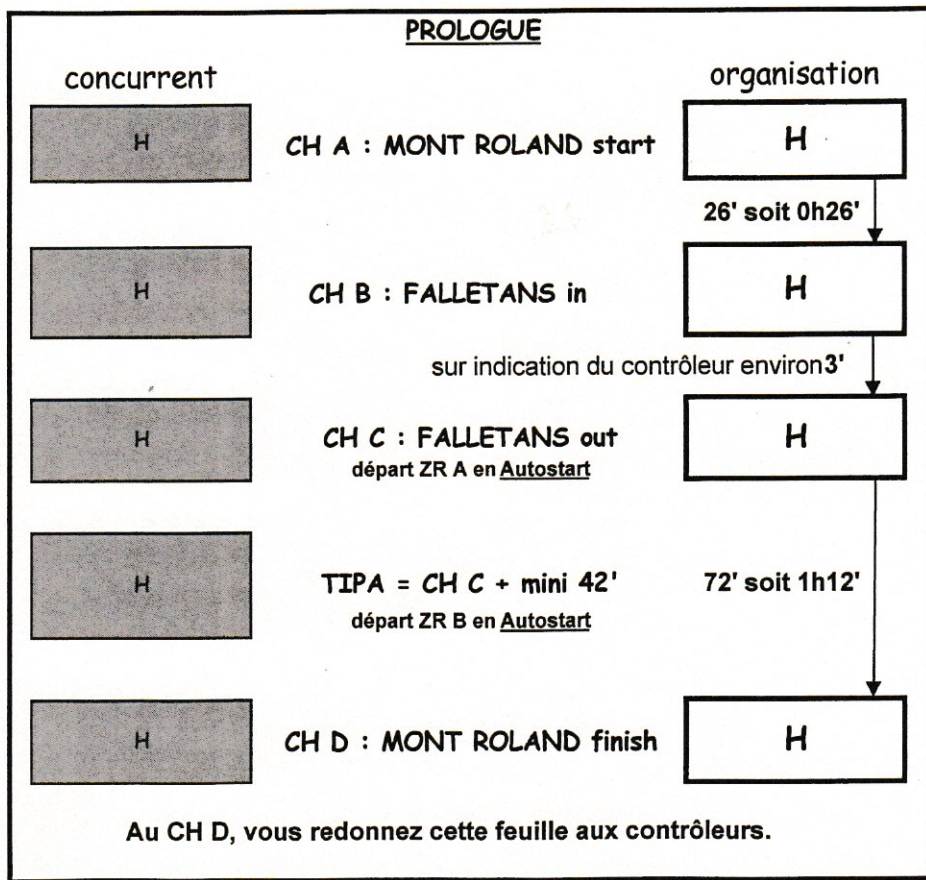 PROLOGUE
concurrent
organisation
H
CH A : MONT ROLAND start
H
26' soit 0h26'
H
CH B : FALLETANS in
H
sur indication du contrôleur environ3'
H
CH C : FALLETANS out
départ ZR A en Autostart
H
H
TIPA = CH C + mini 42'
départ ZR B en Autostart
72' soit 1h12'
H
CH D : MONT ROLAND finish
H
Au CH D, vous redonnez cette feuille aux contrôleurs.